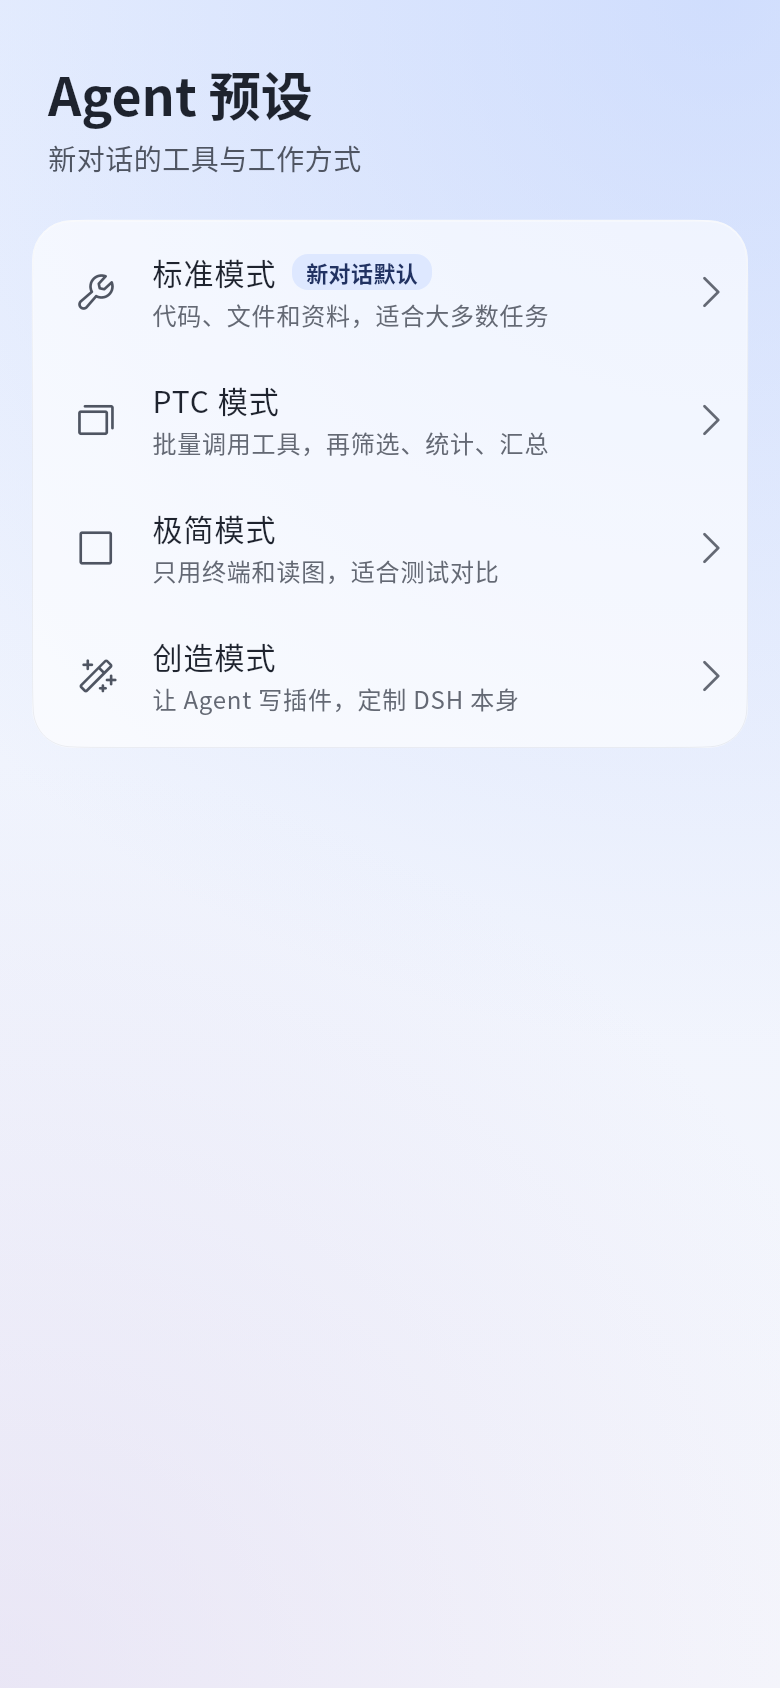 Agent 预设
新对话的工具与工作方式
标准模式 新对话默认
代码、文件和资料，适合大多数任务
PTC 模式
批量调用工具，再筛选、统计、汇总
极简模式
只用终端和读图，适合测试对比
创造模式
让 Agent 写插件，定制 DSH 本身